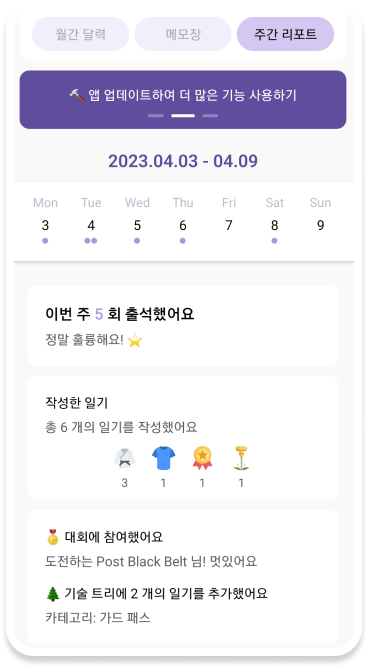 월간 달력 메모장 주간 리포트
🔨 앱 업데이트하여 더 많은 기능 사용하기
2023.04.03 - 04.09
Mon Tue Wed Thu Fri Sat Sun
3 4 5 6 7 8 9
이번 주 5 회 출석했어요
정말 훌륭해요! ⭐
작성한 일기
총 6 개의 일기를 작성했어요
3 1 1 1
🏅 대회에 참여했어요
도전하는 Post Black Belt 님! 멋있어요
🌲 기술 트리에 2 개의 일기를 추가했어요
카테고리: 가드 패스